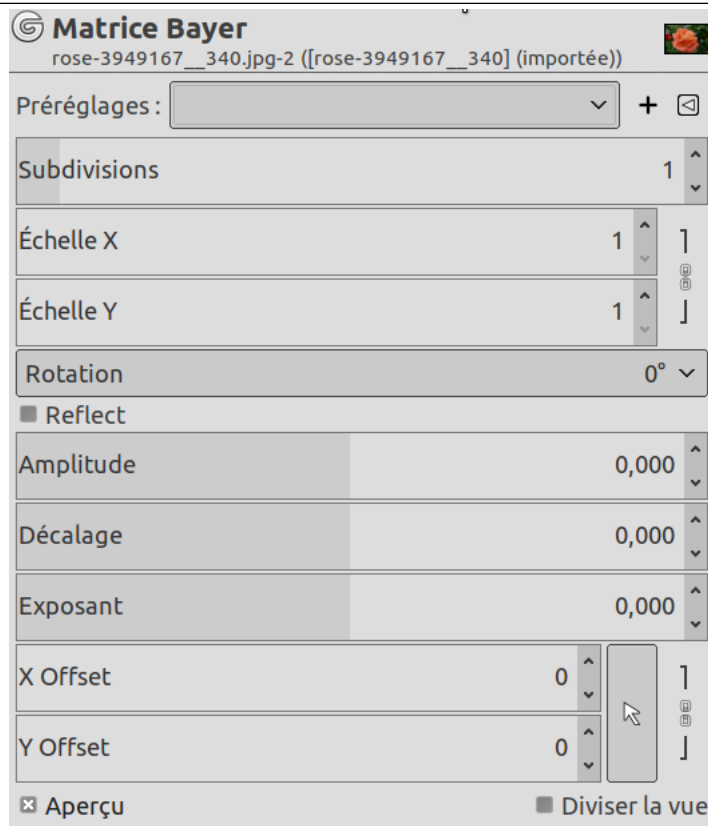 Matrice Bayer
rose-3949167__340.jpg-2 ([rose-3949167__340] (importée))
Préréglages :
Subdivisions 1
Échelle X 1
Échelle Y 1
Rotation 0°
Reflect
Amplitude 0,000
Décalage 0,000
Exposant 0,000
X Offset 0
Y Offset 0
Aperçu Diviser la vue